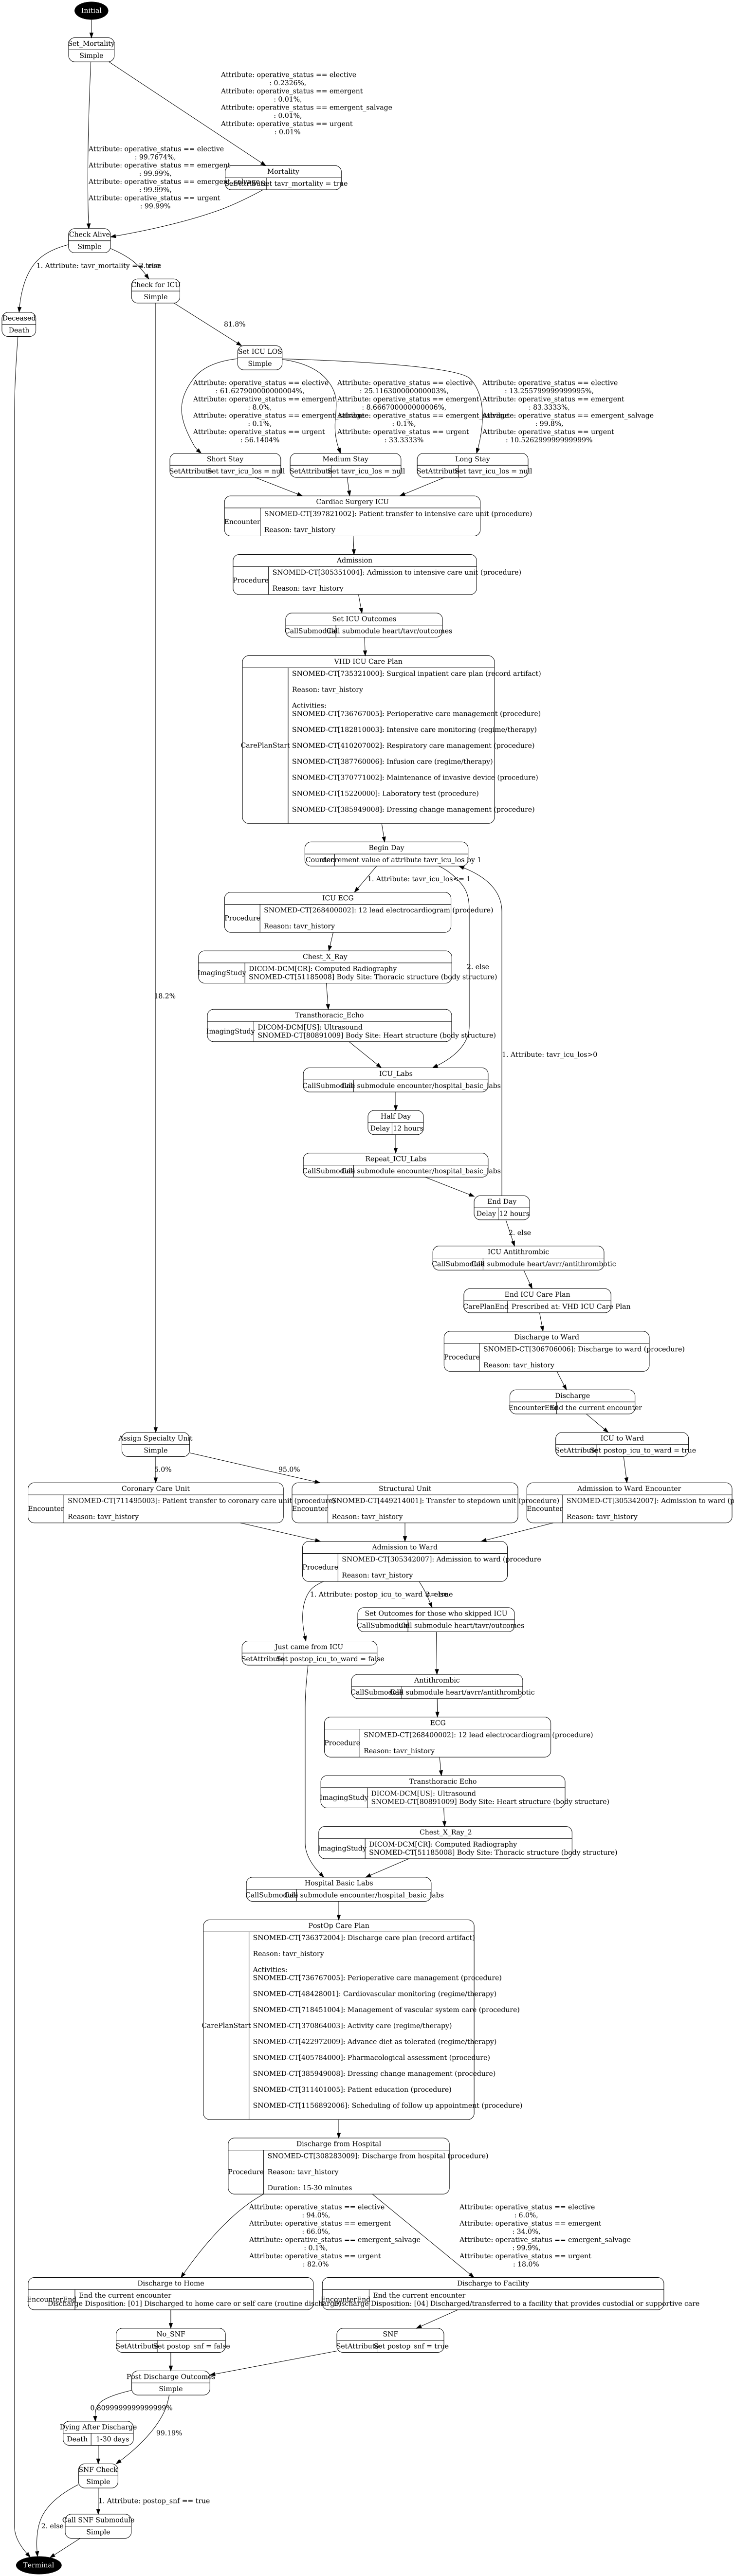 Initial
Set_Mortality
Simple
Attribute: operative_status == elective
: 0.2326%,
Attribute: operative_status == emergent
: 0.01%,
Attribute: operative_status == emergent_salvage
: 0.01%,
Attribute: operative_status == urgent
: 0.01%
Attribute: operative_status == elective
: 99.7674%,
Attribute: operative_status == emergent
: 99.99%,
Attribute: operative_status == emergent_salvage
: 99.99%,
Attribute: operative_status == urgent
: 99.99%
Mortality
SetAttribute Set tavr_mortality = true
Check Alive
Simple
1. Attribute: tavr_mortality == true
2. else
Check for ICU
Simple
Deceased
Death
81.8%
Set ICU LOS
Simple
Attribute: operative_status == elective
: 61.627900000000004%,
Attribute: operative_status == emergent
: 8.0%,
Attribute: operative_status == emergent_salvage
: 0.1%,
Attribute: operative_status == urgent
: 56.1404%
Attribute: operative_status == elective
: 25.116300000000003%,
Attribute: operative_status == emergent
: 8.666700000000006%,
Attribute: operative_status == emergent_salvage
: 0.1%,
Attribute: operative_status == urgent
: 33.3333%
Attribute: operative_status == elective
: 13.255799999999995%,
Attribute: operative_status == emergent
: 83.3333%,
Attribute: operative_status == emergent_salvage
: 99.8%,
Attribute: operative_status == urgent
: 10.526299999999999%
Short Stay
SetAttribute Set tavr_icu_los = null
Medium Stay
SetAttribute Set tavr_icu_los = null
Long Stay
SetAttribute Set tavr_icu_los = null
Cardiac Surgery ICU
Encounter
SNOMED-CT[397821002]: Patient transfer to intensive care unit (procedure)
Reason: tavr_history
Admission
Procedure
SNOMED-CT[305351004]: Admission to intensive care unit (procedure)
Reason: tavr_history
Set ICU Outcomes
CallSubmodule Call submodule heart/tavr/outcomes
VHD ICU Care Plan
CarePlanStart
SNOMED-CT[735321000]: Surgical inpatient care plan (record artifact)
Reason: tavr_history
Activities:
SNOMED-CT[736767005]: Perioperative care management (procedure)
SNOMED-CT[182810003]: Intensive care monitoring (regime/therapy)
SNOMED-CT[410207002]: Respiratory care management (procedure)
SNOMED-CT[387760006]: Infusion care (regime/therapy)
SNOMED-CT[370771002]: Maintenance of invasive device (procedure)
SNOMED-CT[15220000]: Laboratory test (procedure)
SNOMED-CT[385949008]: Dressing change management (procedure)
Begin Day
Counter decrement value of attribute tavr_icu_los by 1
1. Attribute: tavr_icu_los<= 1
ICU ECG
Procedure
SNOMED-CT[268400002]: 12 lead electrocardiogram (procedure)
Reason: tavr_history
Chest_X_Ray
ImagingStudy
DICOM-DCM[CR]: Computed Radiography
SNOMED-CT[51185008] Body Site: Thoracic structure (body structure)
2. else
18.2%
Transthoracic_Echo
ImagingStudy
DICOM-DCM[US]: Ultrasound
SNOMED-CT[80891009] Body Site: Heart structure (body structure)
1. Attribute: tavr_icu_los>0
ICU_Labs
CallSubmodule Call submodule encounter/hospital_basic_labs
Half Day
Delay 12 hours
Repeat_ICU_Labs
CallSubmodule Call submodule encounter/hospital_basic_labs
End Day
Delay 12 hours
2. else
ICU Antithrombic
CallSubmodule Call submodule heart/avrr/antithrombotic
End ICU Care Plan
CarePlanEnd Prescribed at: VHD ICU Care Plan
Discharge to Ward
Procedure
SNOMED-CT[306706006]: Discharge to ward (procedure)
Reason: tavr_history
Discharge
EncounterEnd End the current encounter
Assign Specialty Unit
Simple
ICU to Ward
SetAttribute Set postop_icu_to_ward = true
5.0%
95.0%
Coronary Care Unit
Encounter
SNOMED-CT[711495003]: Patient transfer to coronary care unit (procedure)
Reason: tavr_history
Structural Unit
Encounter
SNOMED-CT[449214001]: Transfer to stepdown unit (procedure)
Reason: tavr_history
Admission to Ward Encounter
Encounter
SNOMED-CT[305342007]: Admission to ward (p
Reason: tavr_history
Admission to Ward
Procedure
SNOMED-CT[305342007]: Admission to ward (procedure
Reason: tavr_history
1. Attribute: postop_icu_to_ward == true
2. else
Set Outcomes for those who skipped ICU
CallSubmodule Call submodule heart/tavr/outcomes
Just came from ICU
SetAttribute Set postop_icu_to_ward = false
Antithrombic
CallSubmodule Call submodule heart/avrr/antithrombotic
ECG
Procedure
SNOMED-CT[268400002]: 12 lead electrocardiogram (procedure)
Reason: tavr_history
Transthoracic Echo
ImagingStudy
DICOM-DCM[US]: Ultrasound
SNOMED-CT[80891009] Body Site: Heart structure (body structure)
Chest_X_Ray_2
ImagingStudy
DICOM-DCM[CR]: Computed Radiography
SNOMED-CT[51185008] Body Site: Thoracic structure (body structure)
Hospital Basic Labs
CallSubmodule Call submodule encounter/hospital_basic_labs
PostOp Care Plan
CarePlanStart
SNOMED-CT[736372004]: Discharge care plan (record artifact)
Reason: tavr_history
Activities:
SNOMED-CT[736767005]: Perioperative care management (procedure)
SNOMED-CT[48428001]: Cardiovascular monitoring (regime/therapy)
SNOMED-CT[718451004]: Management of vascular system care (procedure)
SNOMED-CT[370864003]: Activity care (regime/therapy)
SNOMED-CT[422972009]: Advance diet as tolerated (regime/therapy)
SNOMED-CT[405784000]: Pharmacological assessment (procedure)
SNOMED-CT[385949008]: Dressing change management (procedure)
SNOMED-CT[311401005]: Patient education (procedure)
SNOMED-CT[1156892006]: Scheduling of follow up appointment (procedure)
Discharge from Hospital
Procedure
SNOMED-CT[308283009]: Discharge from hospital (procedure)
Reason: tavr_history
Duration: 15-30 minutes
Attribute: operative_status == elective
: 94.0%,
Attribute: operative_status == emergent
: 66.0%,
Attribute: operative_status == emergent_salvage
: 0.1%,
Attribute: operative_status == urgent
: 82.0%
Attribute: operative_status == elective
: 6.0%,
Attribute: operative_status == emergent
: 34.0%,
Attribute: operative_status == emergent_salvage
: 99.9%,
Attribute: operative_status == urgent
: 18.0%
Discharge to Home
EncounterEnd
End the current encounter
Discharge Disposition: [01] Discharged to home care or self care (routine discharge)
Discharge to Facility
EncounterEnd
End the current encounter
Discharge Disposition: [04] Discharged/transferred to a facility that provides custodial or supportive care
No_SNF
SetAttribute Set postop_snf = false
SNF
SetAttribute Set postop_snf = true
Post Discharge Outcomes
Simple
0.8099999999999999%
99.19%
Dying After Discharge
Death 1-30 days
SNF Check
Simple
1. Attribute: postop_snf == true
2. else
Call SNF Submodule
Simple
Terminal